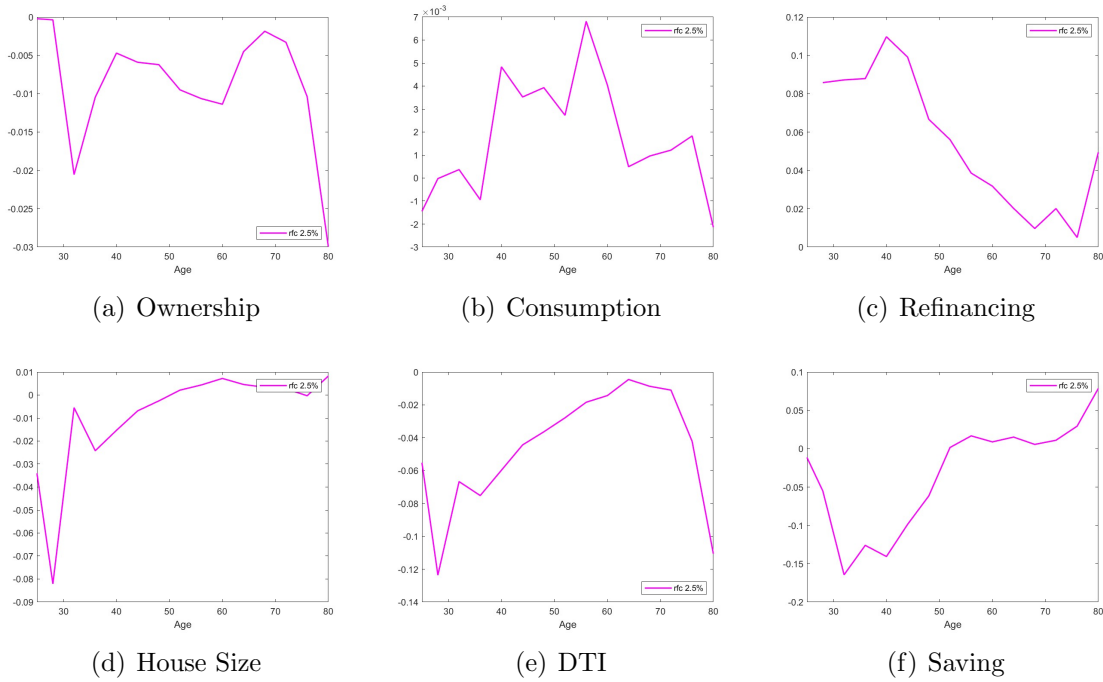 0
-0.005
-0.01
-0.015
-0.02
-0.025
-0.03
rfc 2.5%
30 40 50 60 70 80
Age
(a) Ownership
×10⁻³
7
6
5
4
3
2
1
0
-1
-2
-3
rfc 2.5%
30 40 50 60 70 80
Age
(b) Consumption
0.12
0.1
0.08
0.06
0.04
0.02
0
rfc 2.5%
30 40 50 60 70 80
Age
(c) Refinancing
0.01
0
-0.01
-0.02
-0.03
-0.04
-0.05
-0.06
-0.07
-0.08
-0.09
rfc 2.5%
30 40 50 60 70 80
Age
(d) House Size
0
-0.02
-0.04
-0.06
-0.08
-0.1
-0.12
-0.14
rfc 2.5%
30 40 50 60 70 80
Age
(e) DTI
0.1
0.05
0
-0.05
-0.1
-0.15
-0.2
rfc 2.5%
30 40 50 60 70 80
Age
(f) Saving